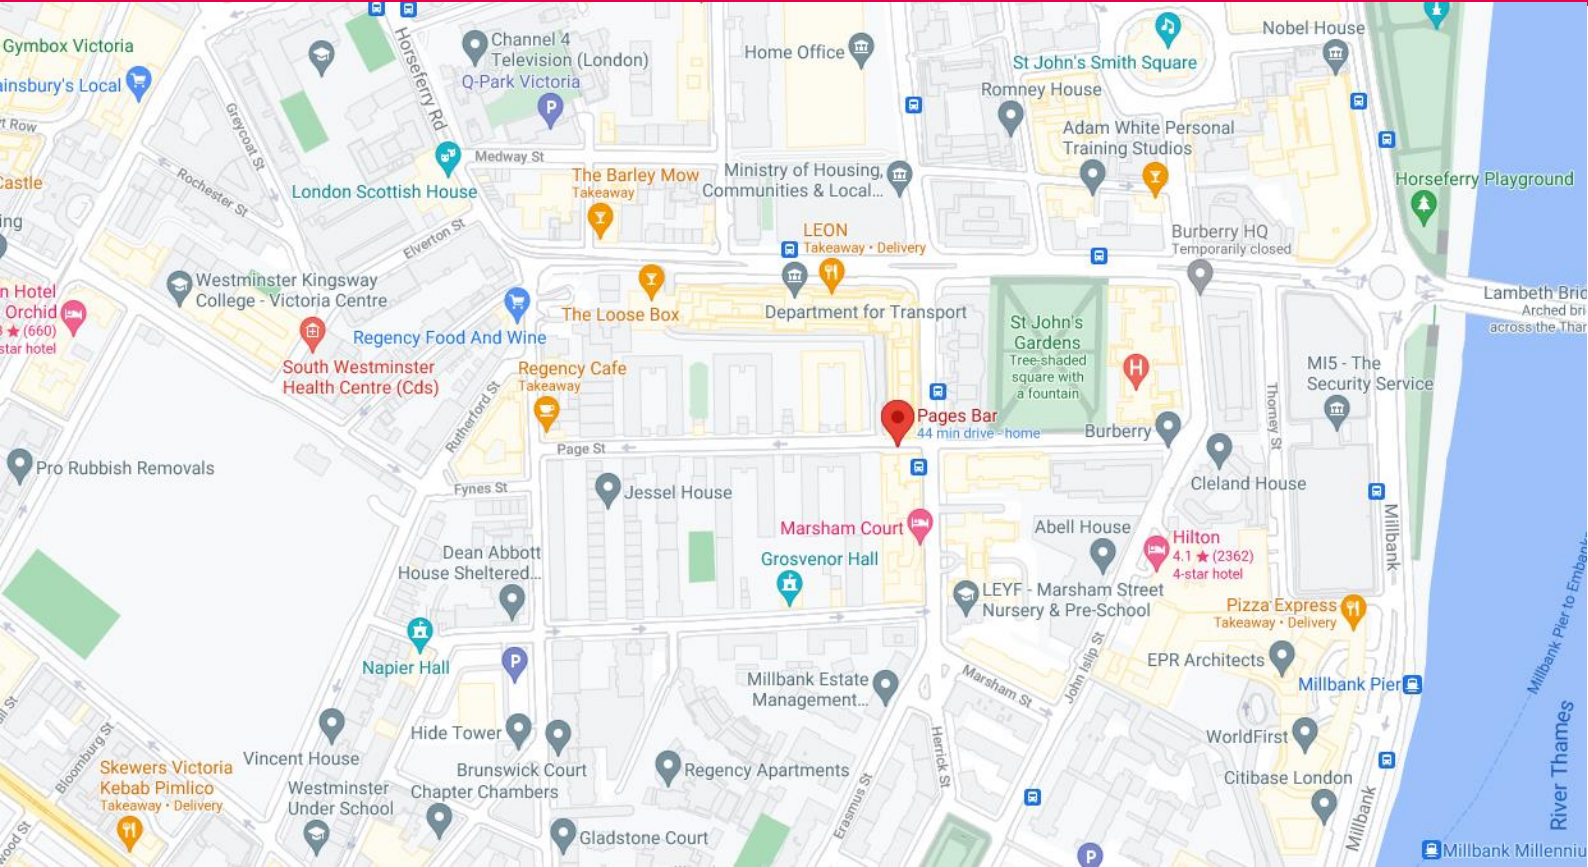 Gymbox Victoria
ainsbury's Local
Horseferry Rd
Channel 4
Television (London)
Q-Park Victoria
Home Office
St John's Smith Square
Nobel House
Romney House
Adam White Personal
Training Studios
Greycoat St
Medway St
London Scottish House
Rochester St
The Barley Mow
Takeaway
Ministry of Housing,
Communities & Local...
Horseferry Playground
Castle
Elverton St
LEON
Takeaway • Delivery
Burberry HQ
Temporarily closed
Westminster Kingsway
College - Victoria Centre
n Hotel
Orchid
(660)
star hotel
South Westminster
Health Centre (Cds)
Regency Food And Wine
The Loose Box
Department for Transport
St John's
Gardens
Tree-shaded
square with
a fountain
Lambeth Brid
Arched bri
across the Tham
MI5 - The
Security Service
Regency Cafe
Takeaway
Rutherford St
Page St
Pages Bar
44 min drive - home
Burberry
Thorney St
Pro Rubbish Removals
Fynes St
Jessel House
Cleland House
Marsham Court
Grosvenor Hall
Abell House
Hilton
4.1 ★ (2362)
4-star hotel
Millbank
Dean Abbott
House Sheltered...
LEYF - Marsham Street
Nursery & Pre-School
Pizza Express
Takeaway • Delivery
Napier Hall
Millbank Estate
Management...
Marsham St
John Islip St
EPR Architects
Millbank Pier
Millbank Pier to Embank
River Thames
Hide Tower
Vincent House
Brunswick Court
Chapter Chambers
Regency Apartments
Herrick St
WorldFirst
Citibase London
Bloomburg St
Skewers Victoria
Kebab Pimlico
Takeaway • Delivery
Westminster
Under School
Gladstone Court
Erasmus St
Millbank
Millbank Millenniu
wood St